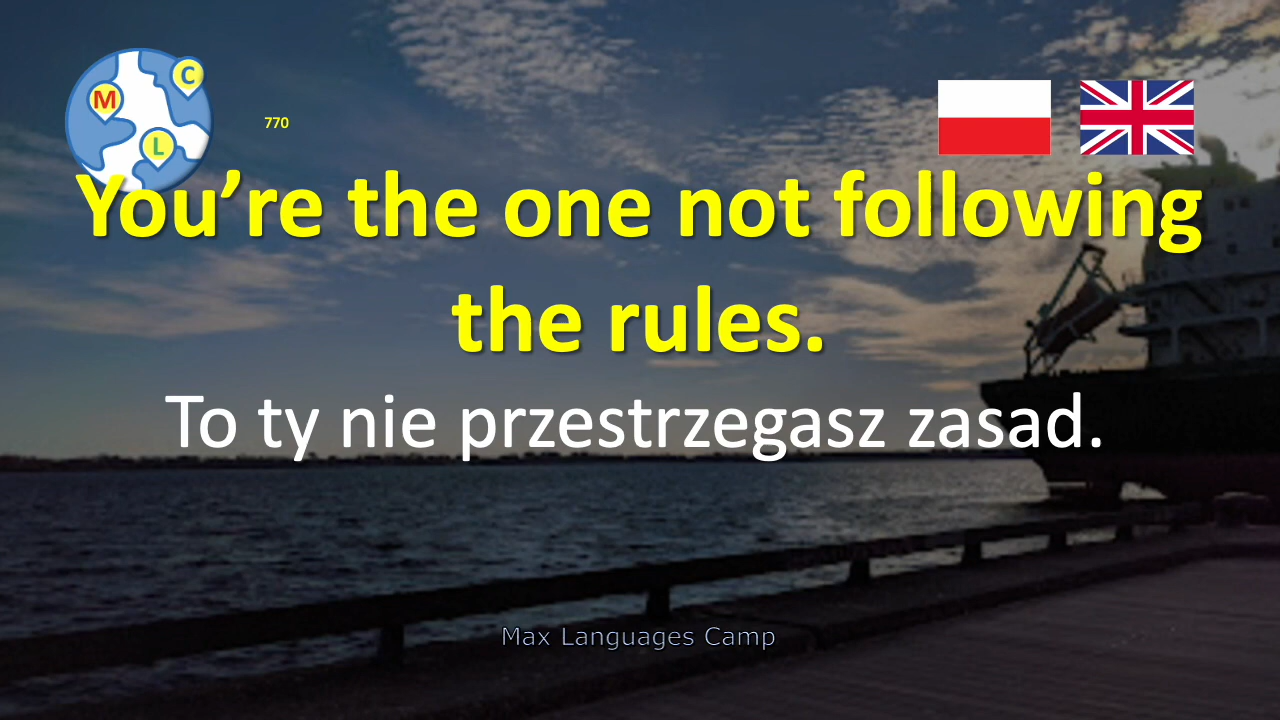 M
C
L
770
You’re the one not following
the rules.
To ty nie przestrzegasz zasad.
Max Languages Camp